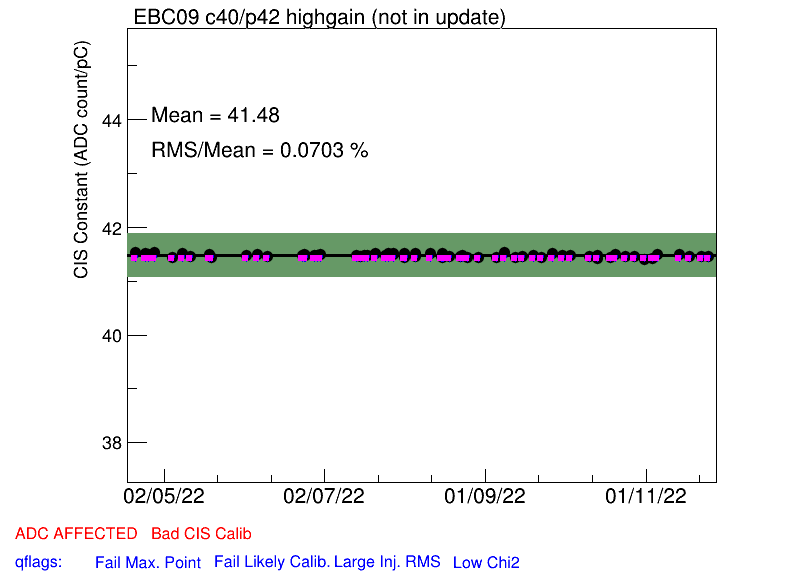 EBC09 c40/p42 highgain (not in update)
CIS Constant (ADC count/pC)
Mean = 41.48
RMS/Mean = 0.0703 %
44
42
40
38
02/05/22 02/07/22 01/09/22 01/11/22
ADC AFFECTED Bad CIS Calib
qflags: Fail Max. Point Fail Likely Calib. Large Inj. RMS Low Chi2